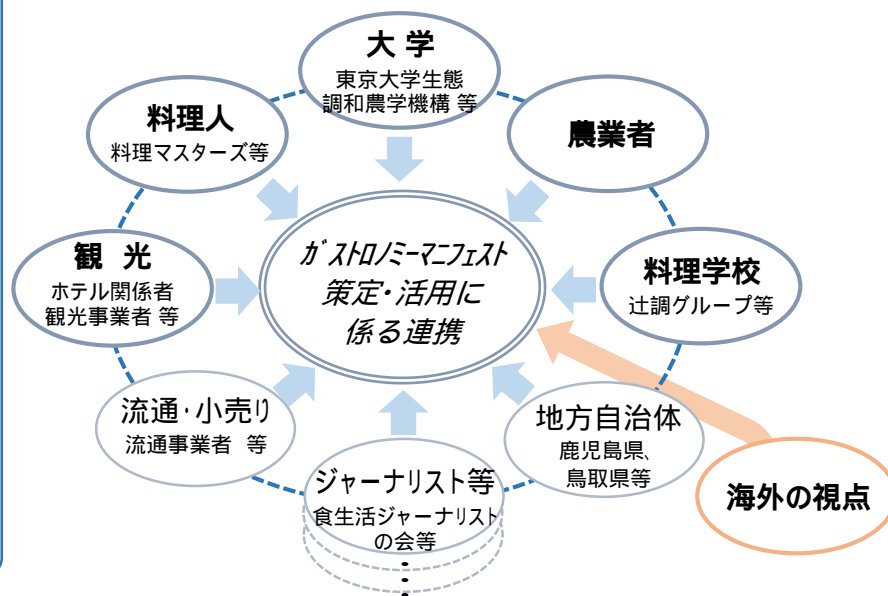 大 学
東京大学生態
調和農学機構 等
料理人
料理マスターズ等
農業者
観 光
ホテル関係者
観光事業者 等
ガストロノミーマニフェスト
策定・活用に
係る連携
料理学校
辻調グループ等
流通・小売り
流通事業者 等
地方自治体
鹿児島県、
鳥取県等
ジャーナリスト等
食生活ジャーナリスト
の会等
海外の視点